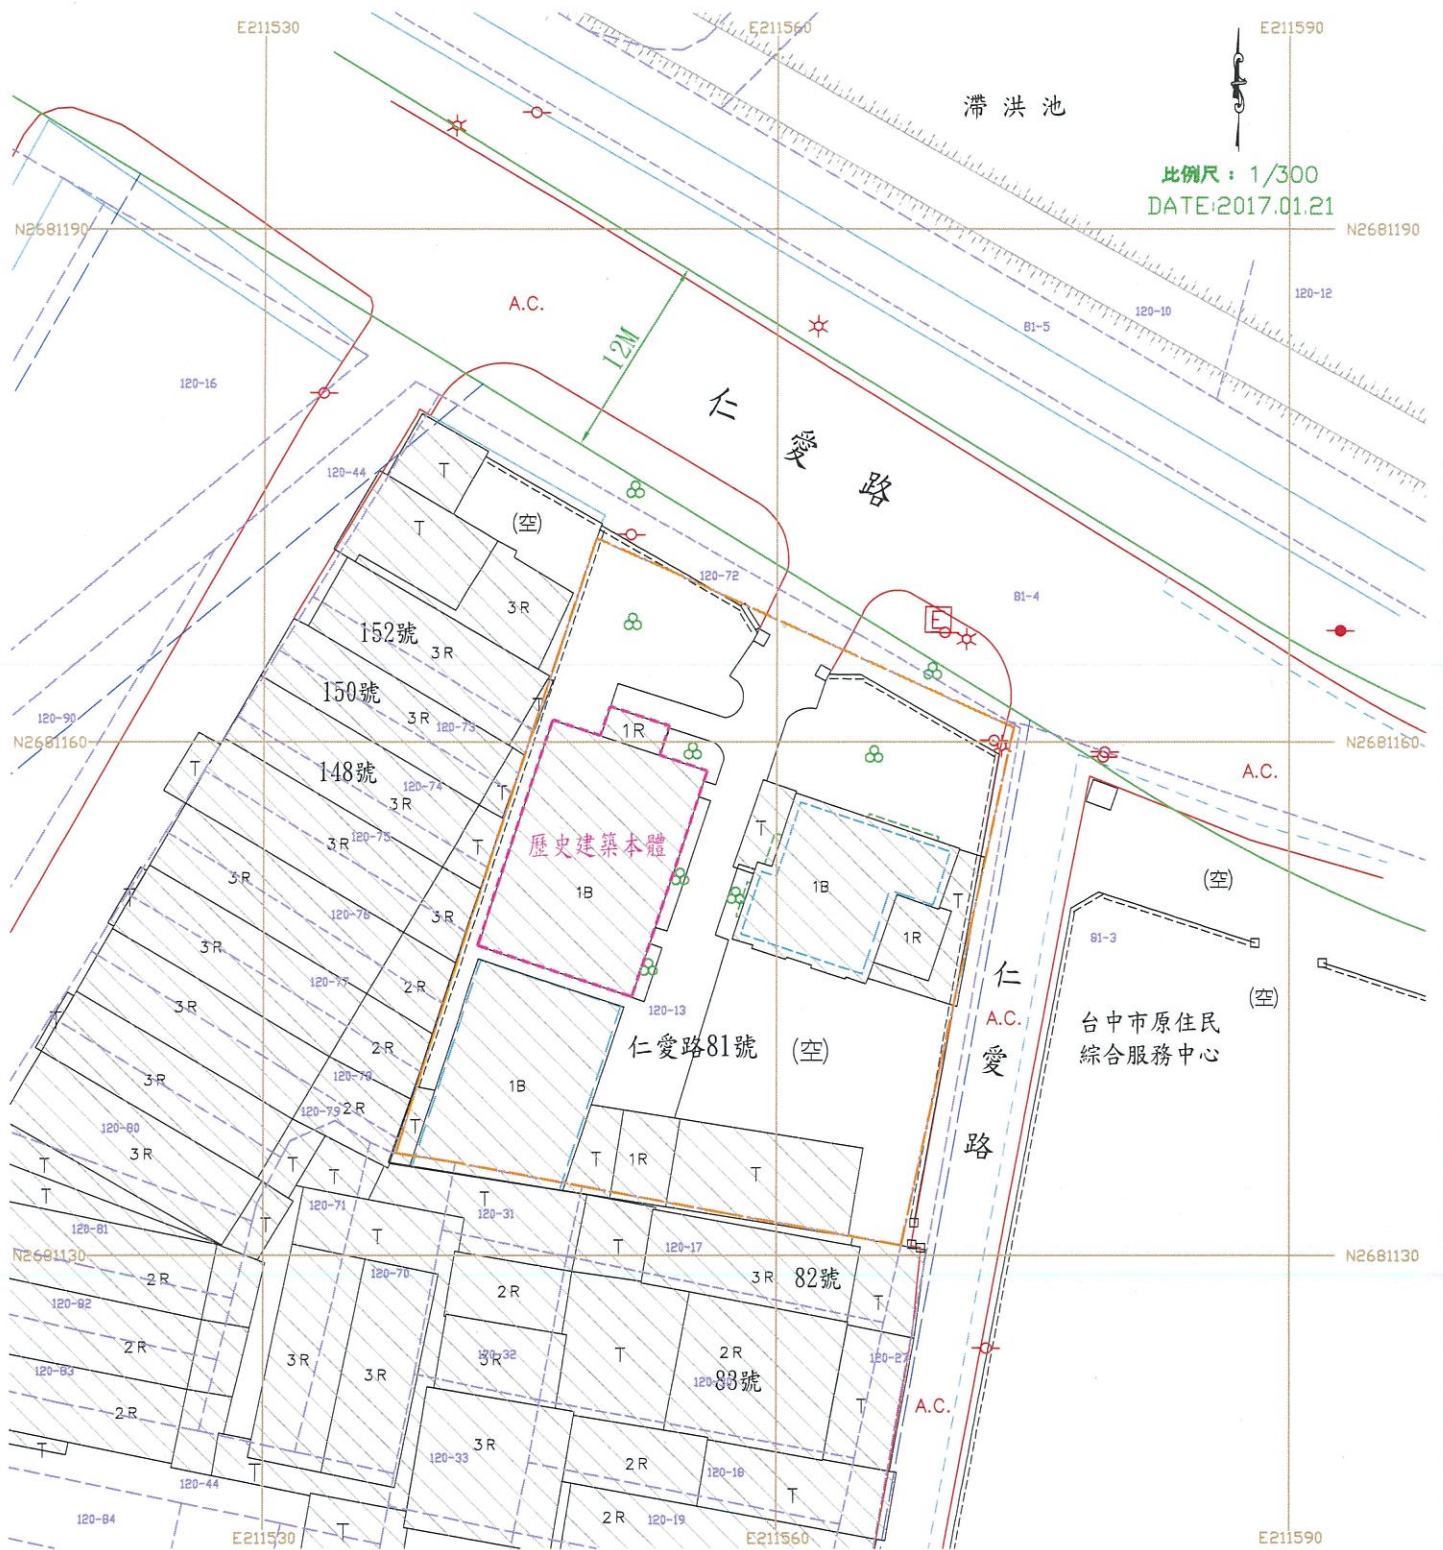 E211530
E211560
E211590
滯洪池
比例尺：1/300
DATE:2017.01.21
N2681190
N2681190
120-12
120-10
81-5
A.C.
12M
120-16
仁愛路
120-44
T
T
(空)
120-72
81-4
E
3R
152號
3R
150號
T
120-90
3R
120-73
1R
N2681160
N2681160
148號
T
120-74
T
A.C.
3R
3R
120-75
T
歷史建築本體
T
3R
1B
1B
(空)
T
120-76
3R
T
3R
1R
81-3
120-77
2R
仁
(空)
3R
T
120-13
A.C.
台中市原住民
綜合服務中心
2R
仁愛路81號
(空)
愛
3R
120-78
1B
120-79
2R
T
120-80
3R
路
T
T
T
T
T
1R
T
120-71
T
120-31
T
120-81
T
T
120-17
N2681130
N2681130
2R
120-70
3R
82號
2R
T
120-82
2R
3R
3R
120-32
T
2R
120-27
120-83
3R
83號
2R
T
A.C.
T
3R
120-33
2R
120-18
120-44
T
T
120-84
T
2R
120-19
E211530
E211560
E211590